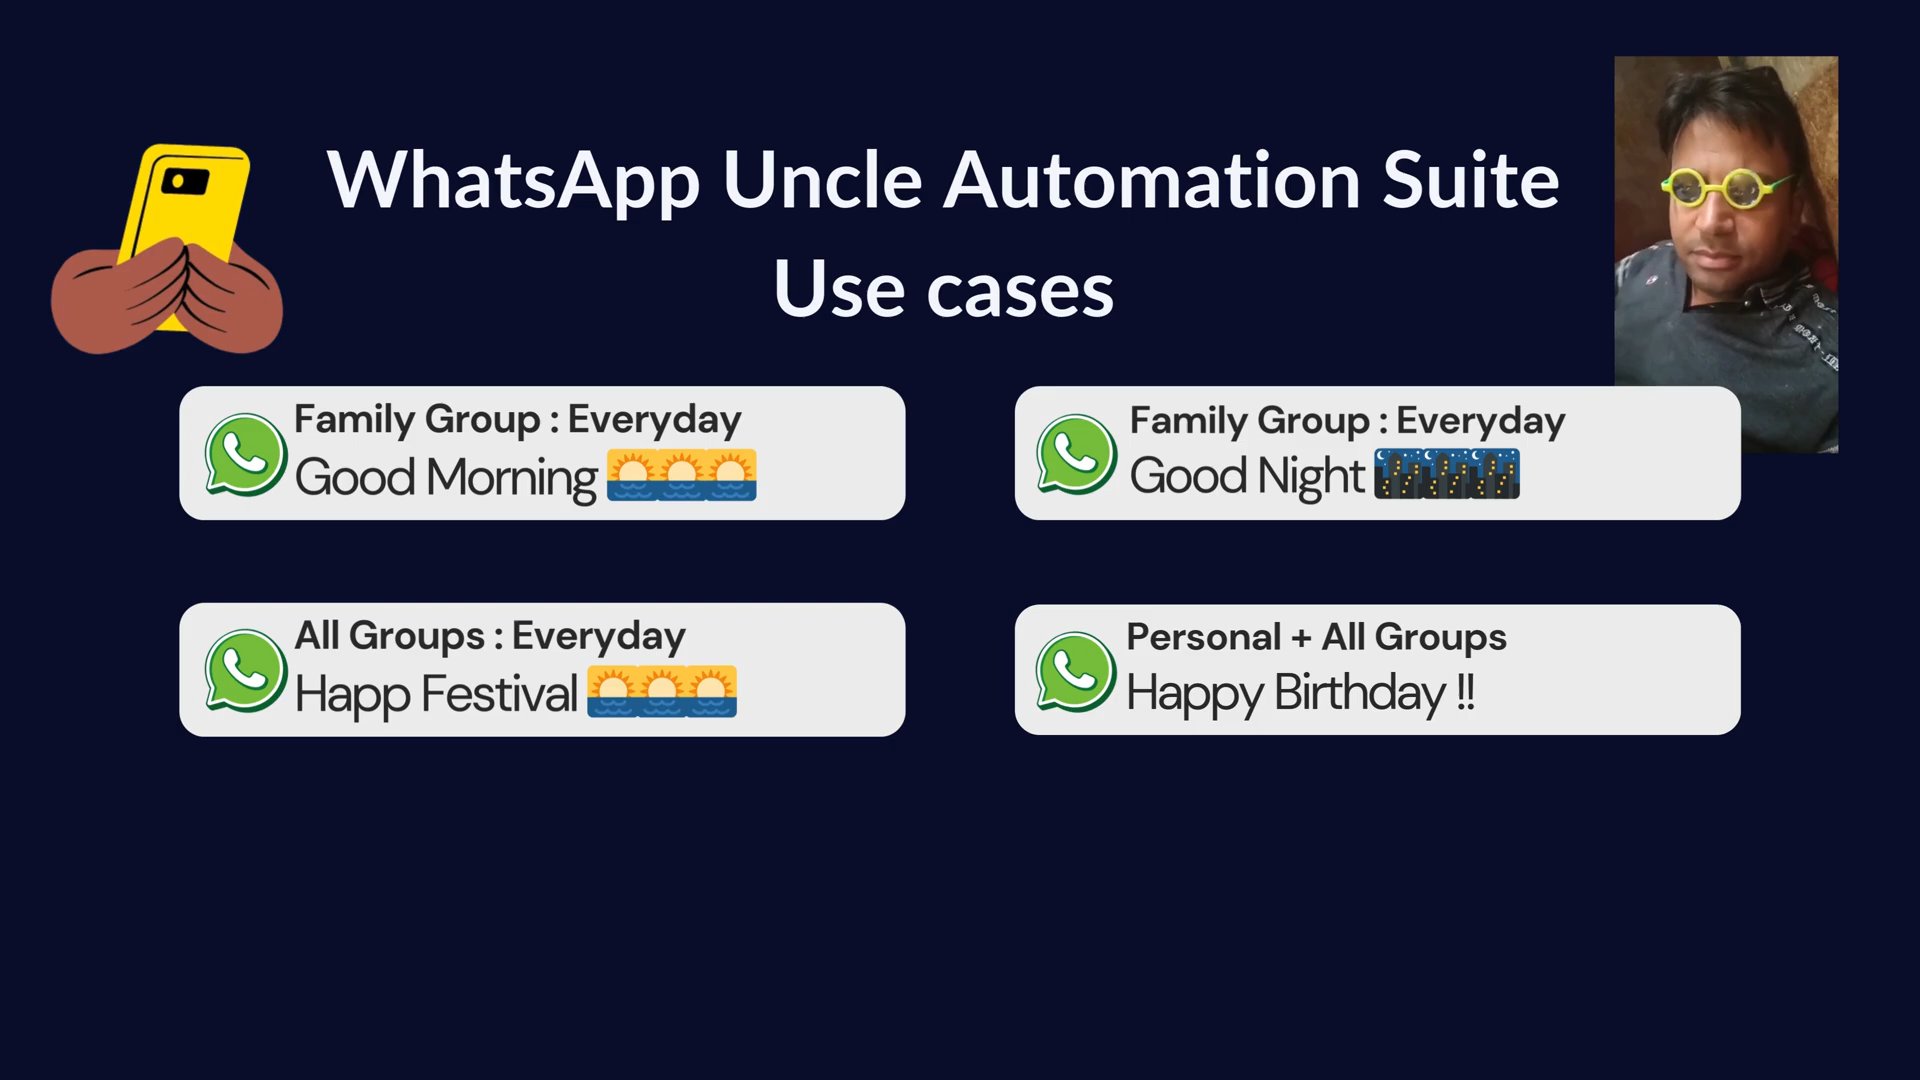 WhatsApp Uncle Automation Suite
Use cases
Family Group : Everyday
Good Morning 🌅🌅🌅
Family Group : Everyday
Good Night 🌃🌃🌃
All Groups : Everyday
Happ Festival 🌅🌅🌅
Personal + All Groups
Happy Birthday !!